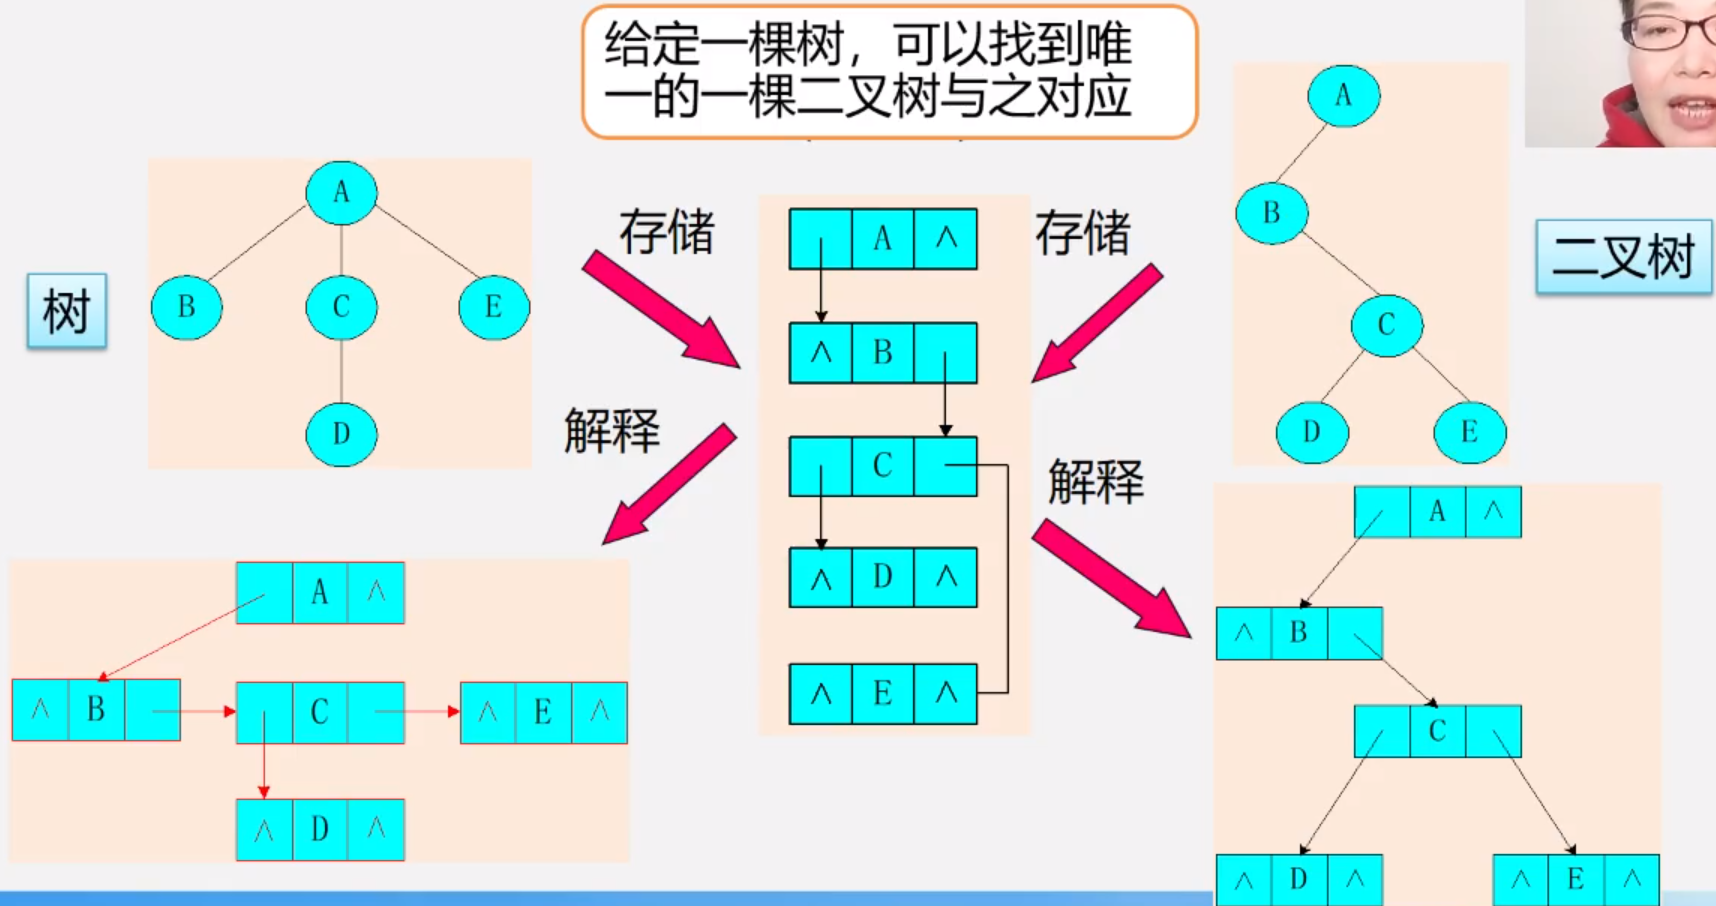 给定一棵树，可以找到唯
一的一棵二叉树与之对应
树
A
B C E
D
存储
解释
A ∧
∧ B
C
∧ D ∧
∧ E ∧
存储
解释
二叉树
A
B
C
D E
A ∧
∧ B C ∧ E ∧
∧ D ∧
A ∧
∧ B
C
∧ D ∧ ∧ E ∧